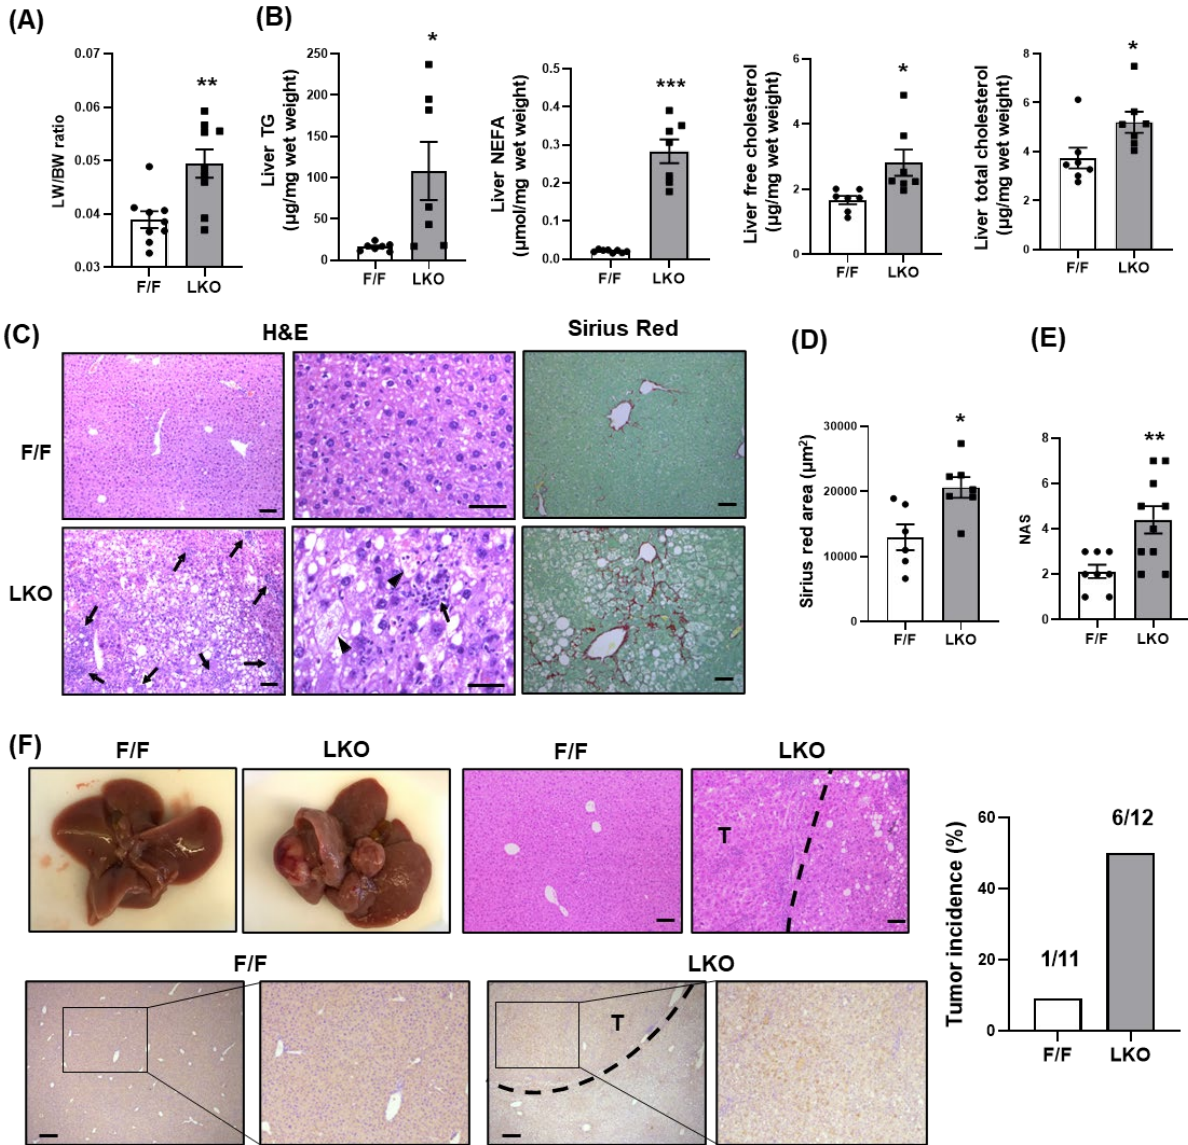 (A)
LW/BW ratio
0.07
0.06
0.05
0.04
0.03
**
F/F
LKO
(B)
Liver TG
(µg/mg wet weight)
250
200
150
100
50
0
*
F/F
LKO
Liver NEFA
(µmol/mg wet weight)
0.5
0.4
0.3
0.2
0.1
0.0
***
F/F
LKO
Liver free cholesterol
(µg/mg wet weight)
6
4
2
0
*
F/F
LKO
Liver total cholesterol
(µg/mg wet weight)
8
6
4
2
0
*
F/F
LKO
(C)
H&E
Sirius Red
F/F
LKO
(D)
Sirius red area (µm²)
30000
20000
10000
0
*
F/F
LKO
(E)
NAS
8
6
4
2
0
**
F/F
LKO
(F)
F/F
LKO
F/F
LKO
T
F/F
LKO
T
Tumor incidence (%)
60
40
20
0
1/11
6/12
F/F
LKO